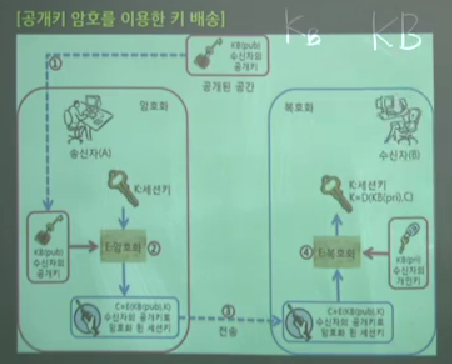 [공개키 암호를 이용한 키 배송]
KB KB
①
KB(pub)
수신자의
공개키
공개된 공간
암호화
복호화
송신자(A)
수신자(B)
K:세션키
K:세션키
K=D(KB(pri),C)
KB(pub)
수신자의
공개키
E:암호화
②
④
E:복호화
KB(pri)
수신자의
개인키
C=E(KB(pub),K)
수신자의 공개키로
암호화 된 세션키
③
전송
C=E(KB(pub),K)
수신자의 공개키로
암호화 된 세션키